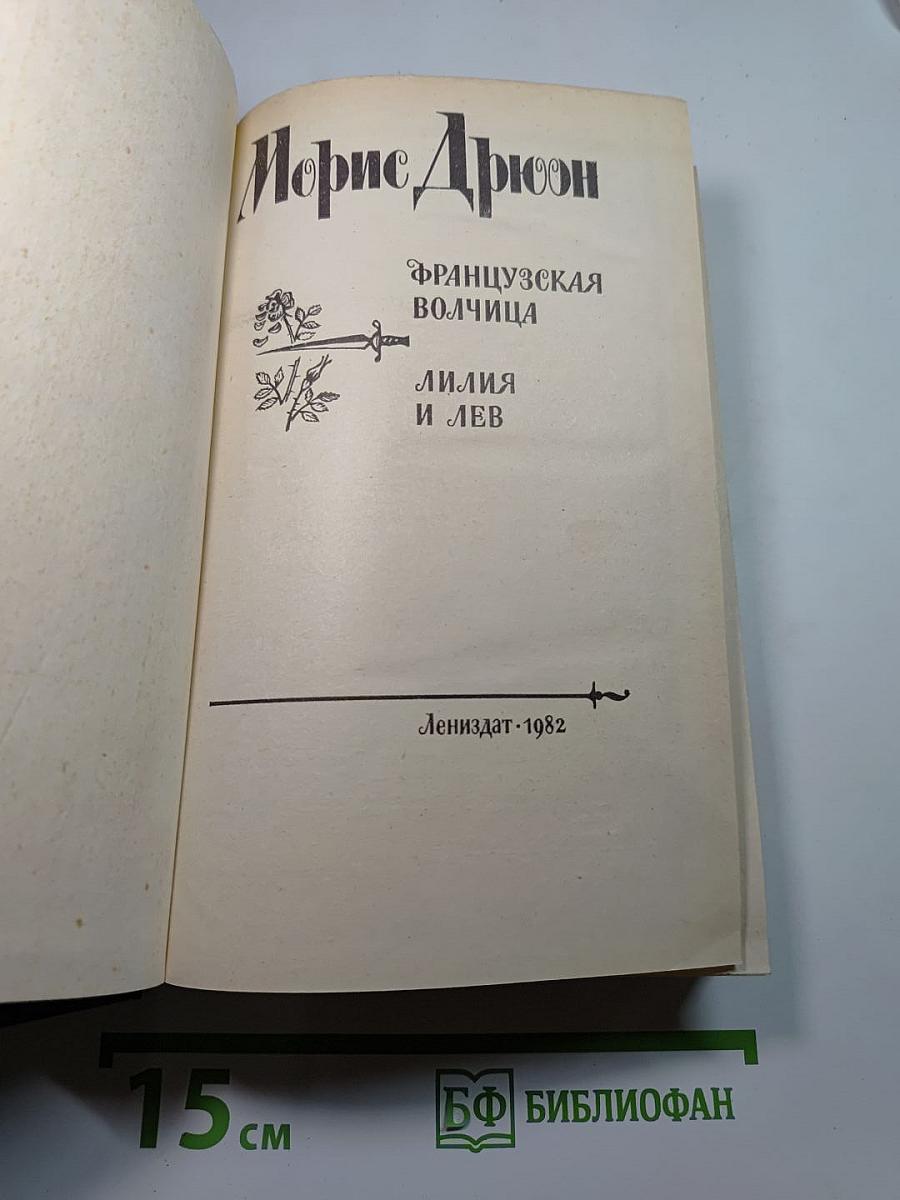 Морис Дрюон
ФРАНЦУЗСКАЯ
ВОЛЧИЦА
ЛИЛИЯ
И ЛЕВ
Лениздат · 1982
15 см
БФ БИБЛИОФАН